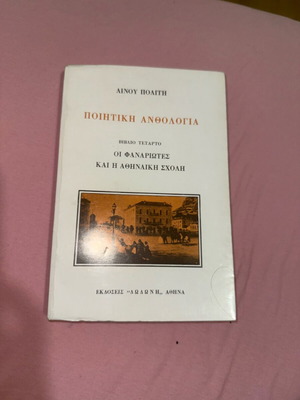 ΛΙΝΟΥ ΠΟΛΙΤΗ
ΠΟΙΗΤΙΚΗ ΑΝΘΟΛΟΓΙΑ
ΒΙΒΛΙΟ ΤΕΤΑΡΤΟ
ΟΙ ΦΑΝΑΡΙΩΤΕΣ
ΚΑΙ Η ΑΘΗΝΑΪΚΗ ΣΧΟΛΗ
ΕΚΔΟΣΕΙΣ "ΔΩΔΩΝΗ", ΑΘΗΝΑ